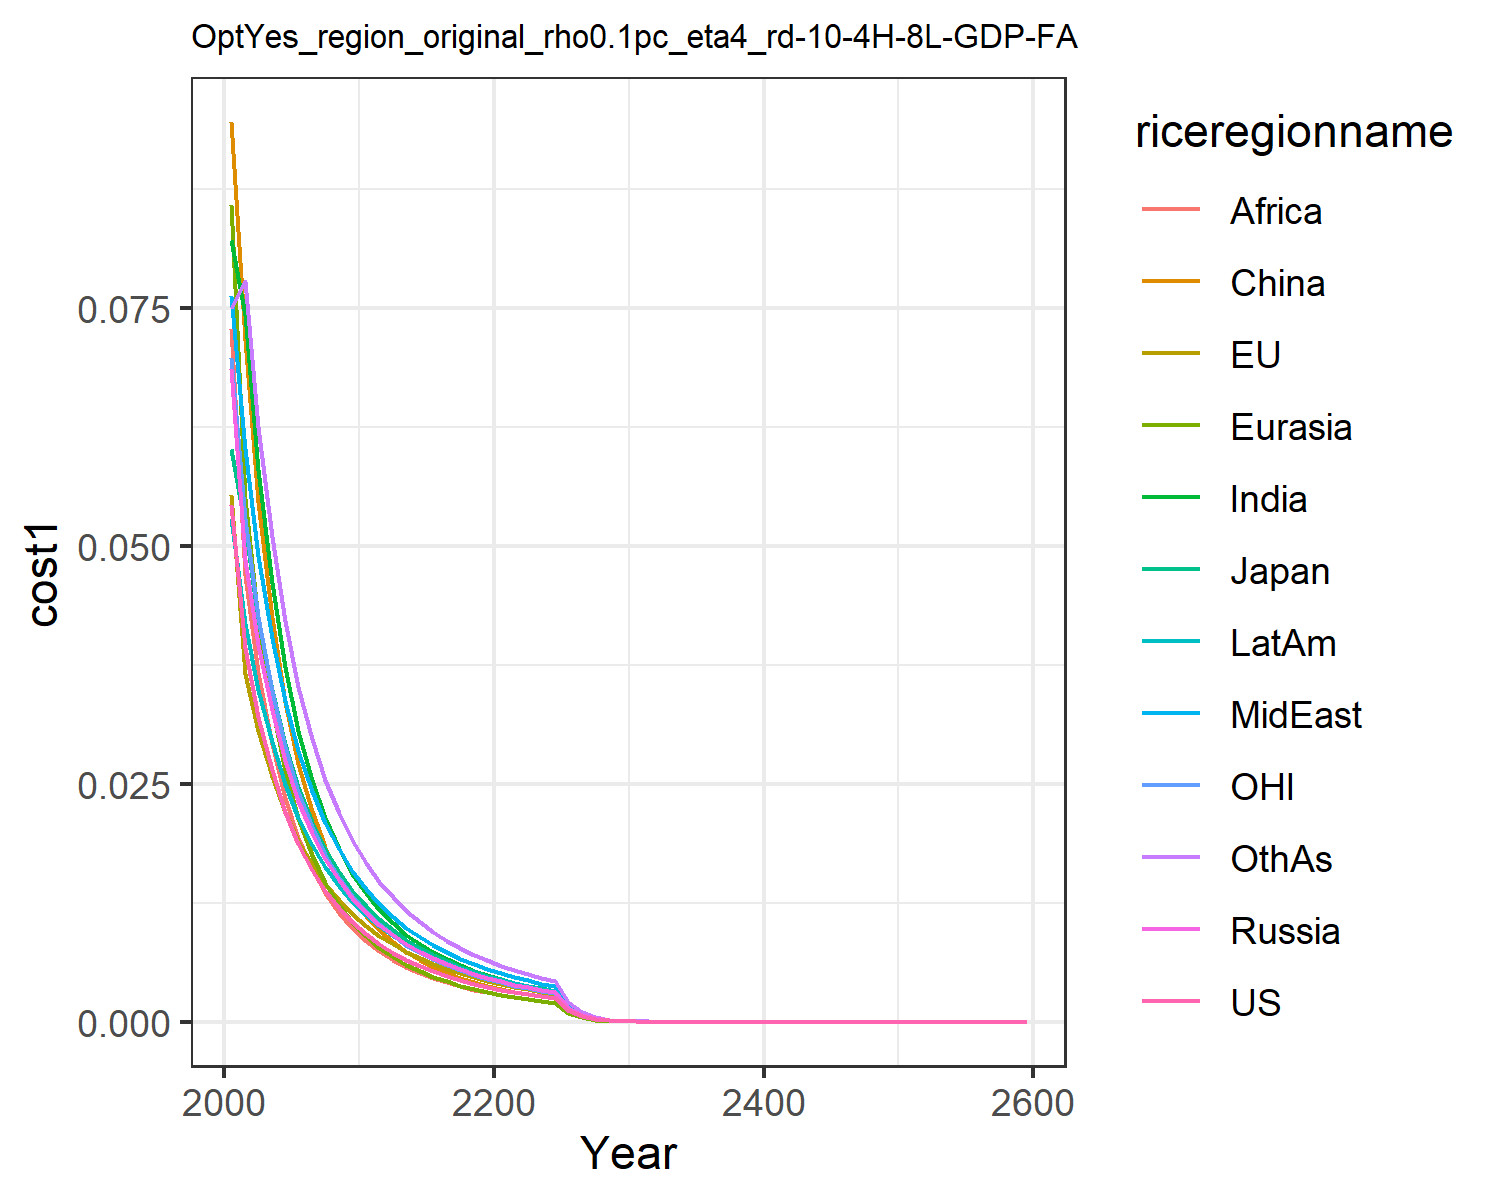 OptYes_region_original_rho0.1pc_eta4_rd-10-4H-8L-GDP-FA
riceregionname
Africa
China
EU
Eurasia
India
Japan
LatAm
MidEast
OHI
OthAs
Russia
US
cost1
0.075
0.050
0.025
0.000
2000
2200
2400
2600
Year